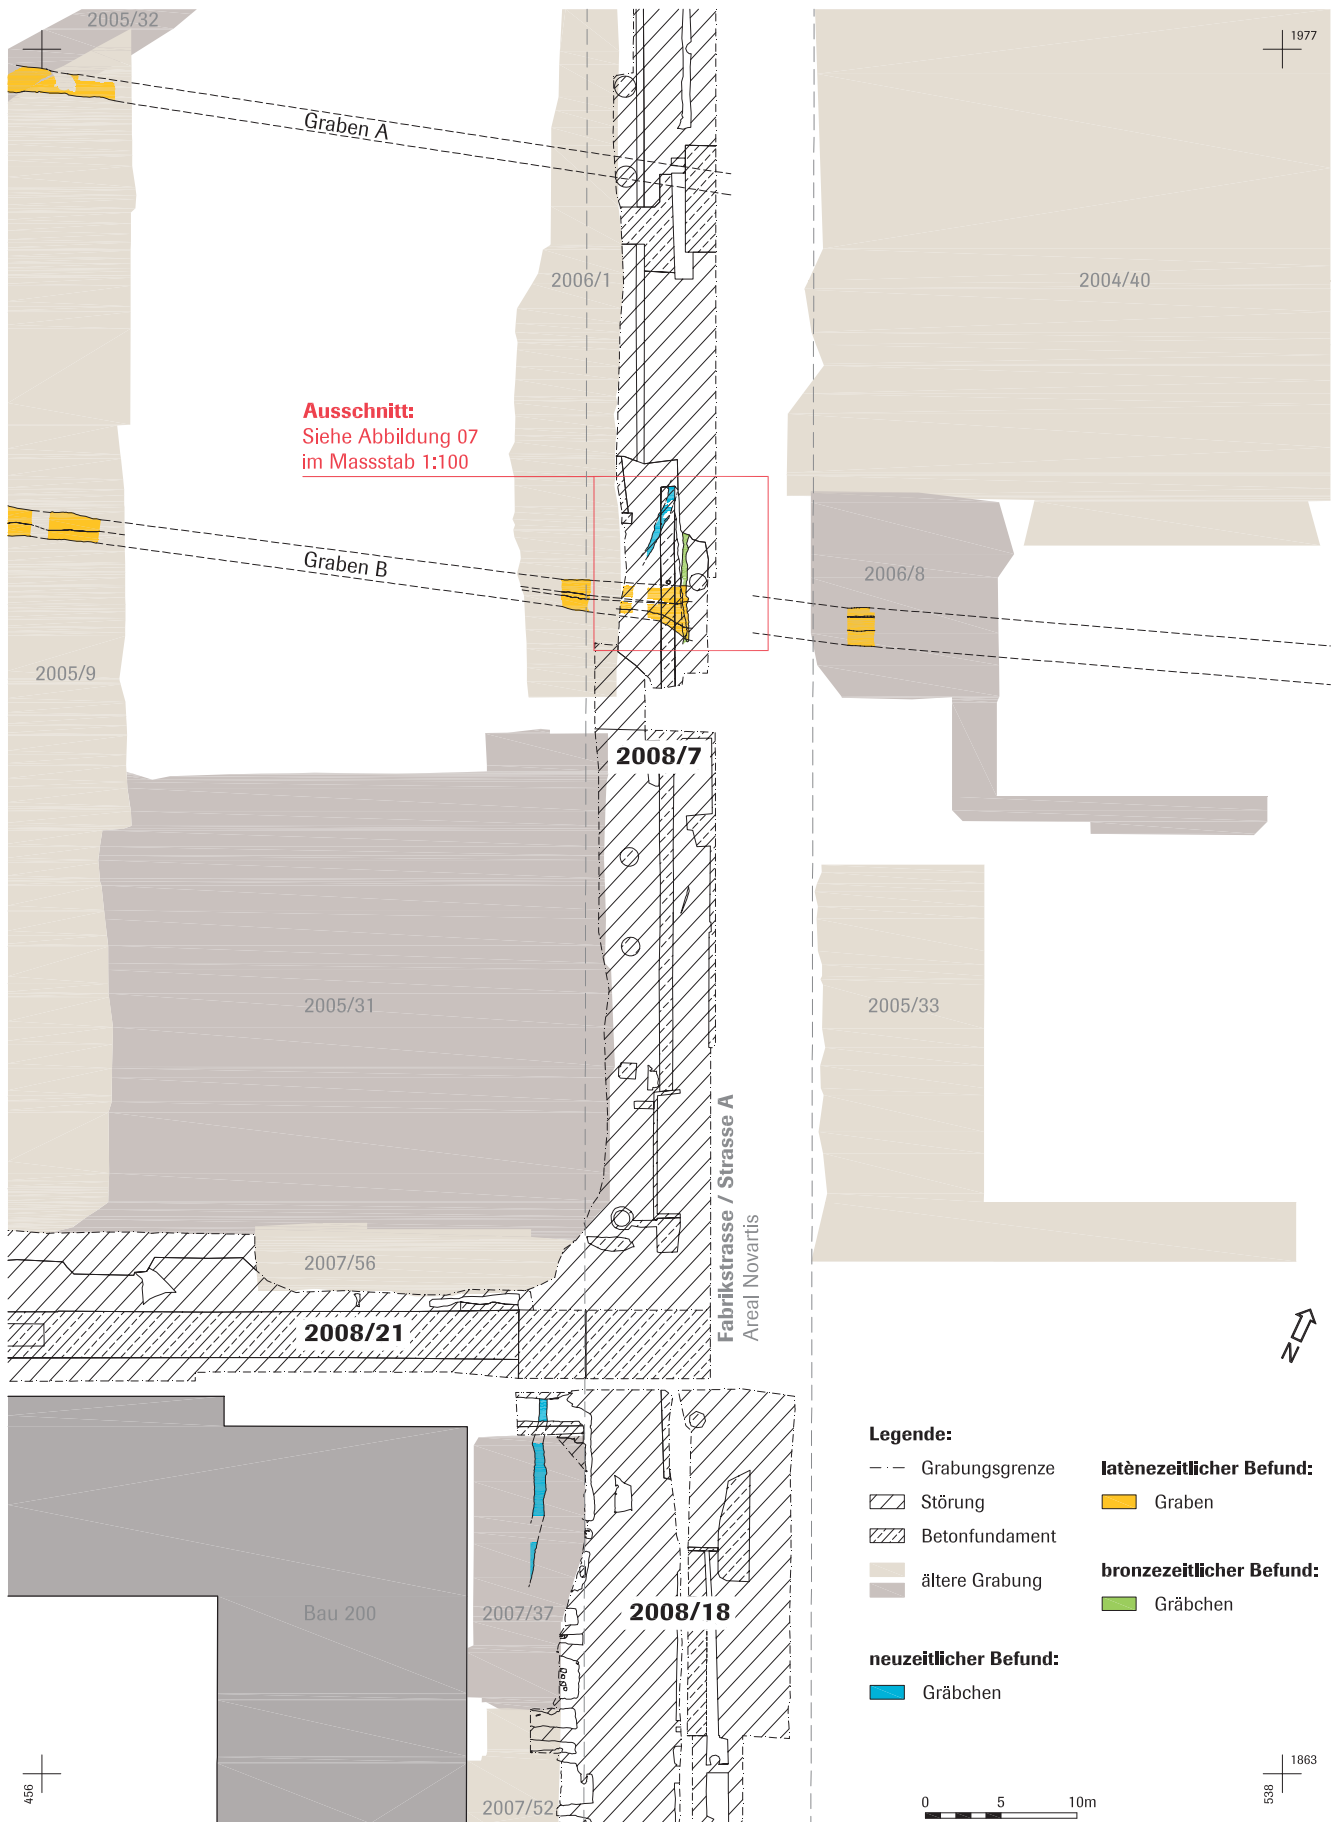 2005/32
1977
Graben A
2006/1
2004/40
Ausschnitt:
Siehe Abbildung 07
im Massstab 1:100
Graben B
2006/8
2005/9
2008/7
2005/31
2005/33
Fabrikstrasse / Strasse A
Areal Novartis
2007/56
2008/21
N
Legende:
Grabungsgrenze
Störung
Betonfundament
ältere Grabung
neuzeitlicher Befund:
Gräbchen
latènezeitlicher Befund:
Graben
bronzezeitlicher Befund:
Gräbchen
Bau 200
2007/37
2008/18
2007/52
456
1863
538
0 5 10m